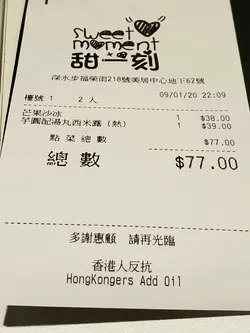 sweet
moment
甜一刻
深水步福榮街218號美居中心地下62號
檯號 1 2人 09/01/20 22:09
芒果沙冰 1 $38.00
芋圓配湯丸西米露（熱） 1 $39.00
點菜總數 $77.00
總數 $77.00
多謝惠顧 請再光臨
香港人反抗
HongKongers Add Oil